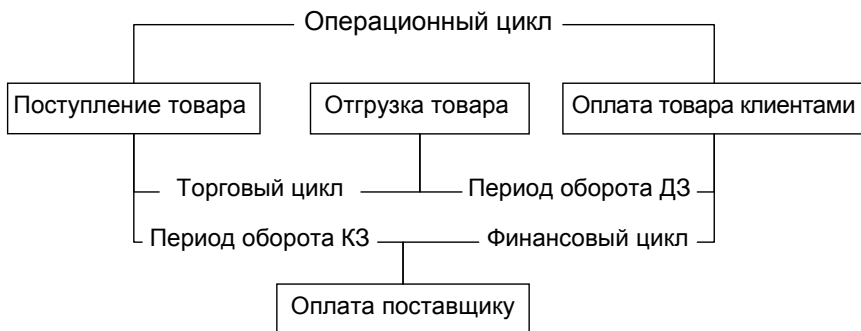 Операционный цикл
Поступление товара
Отгрузка товара
Оплата товара клиентами
Торговый цикл
Период оборота ДЗ
Период оборота КЗ
Финансовый цикл
Оплата поставщику